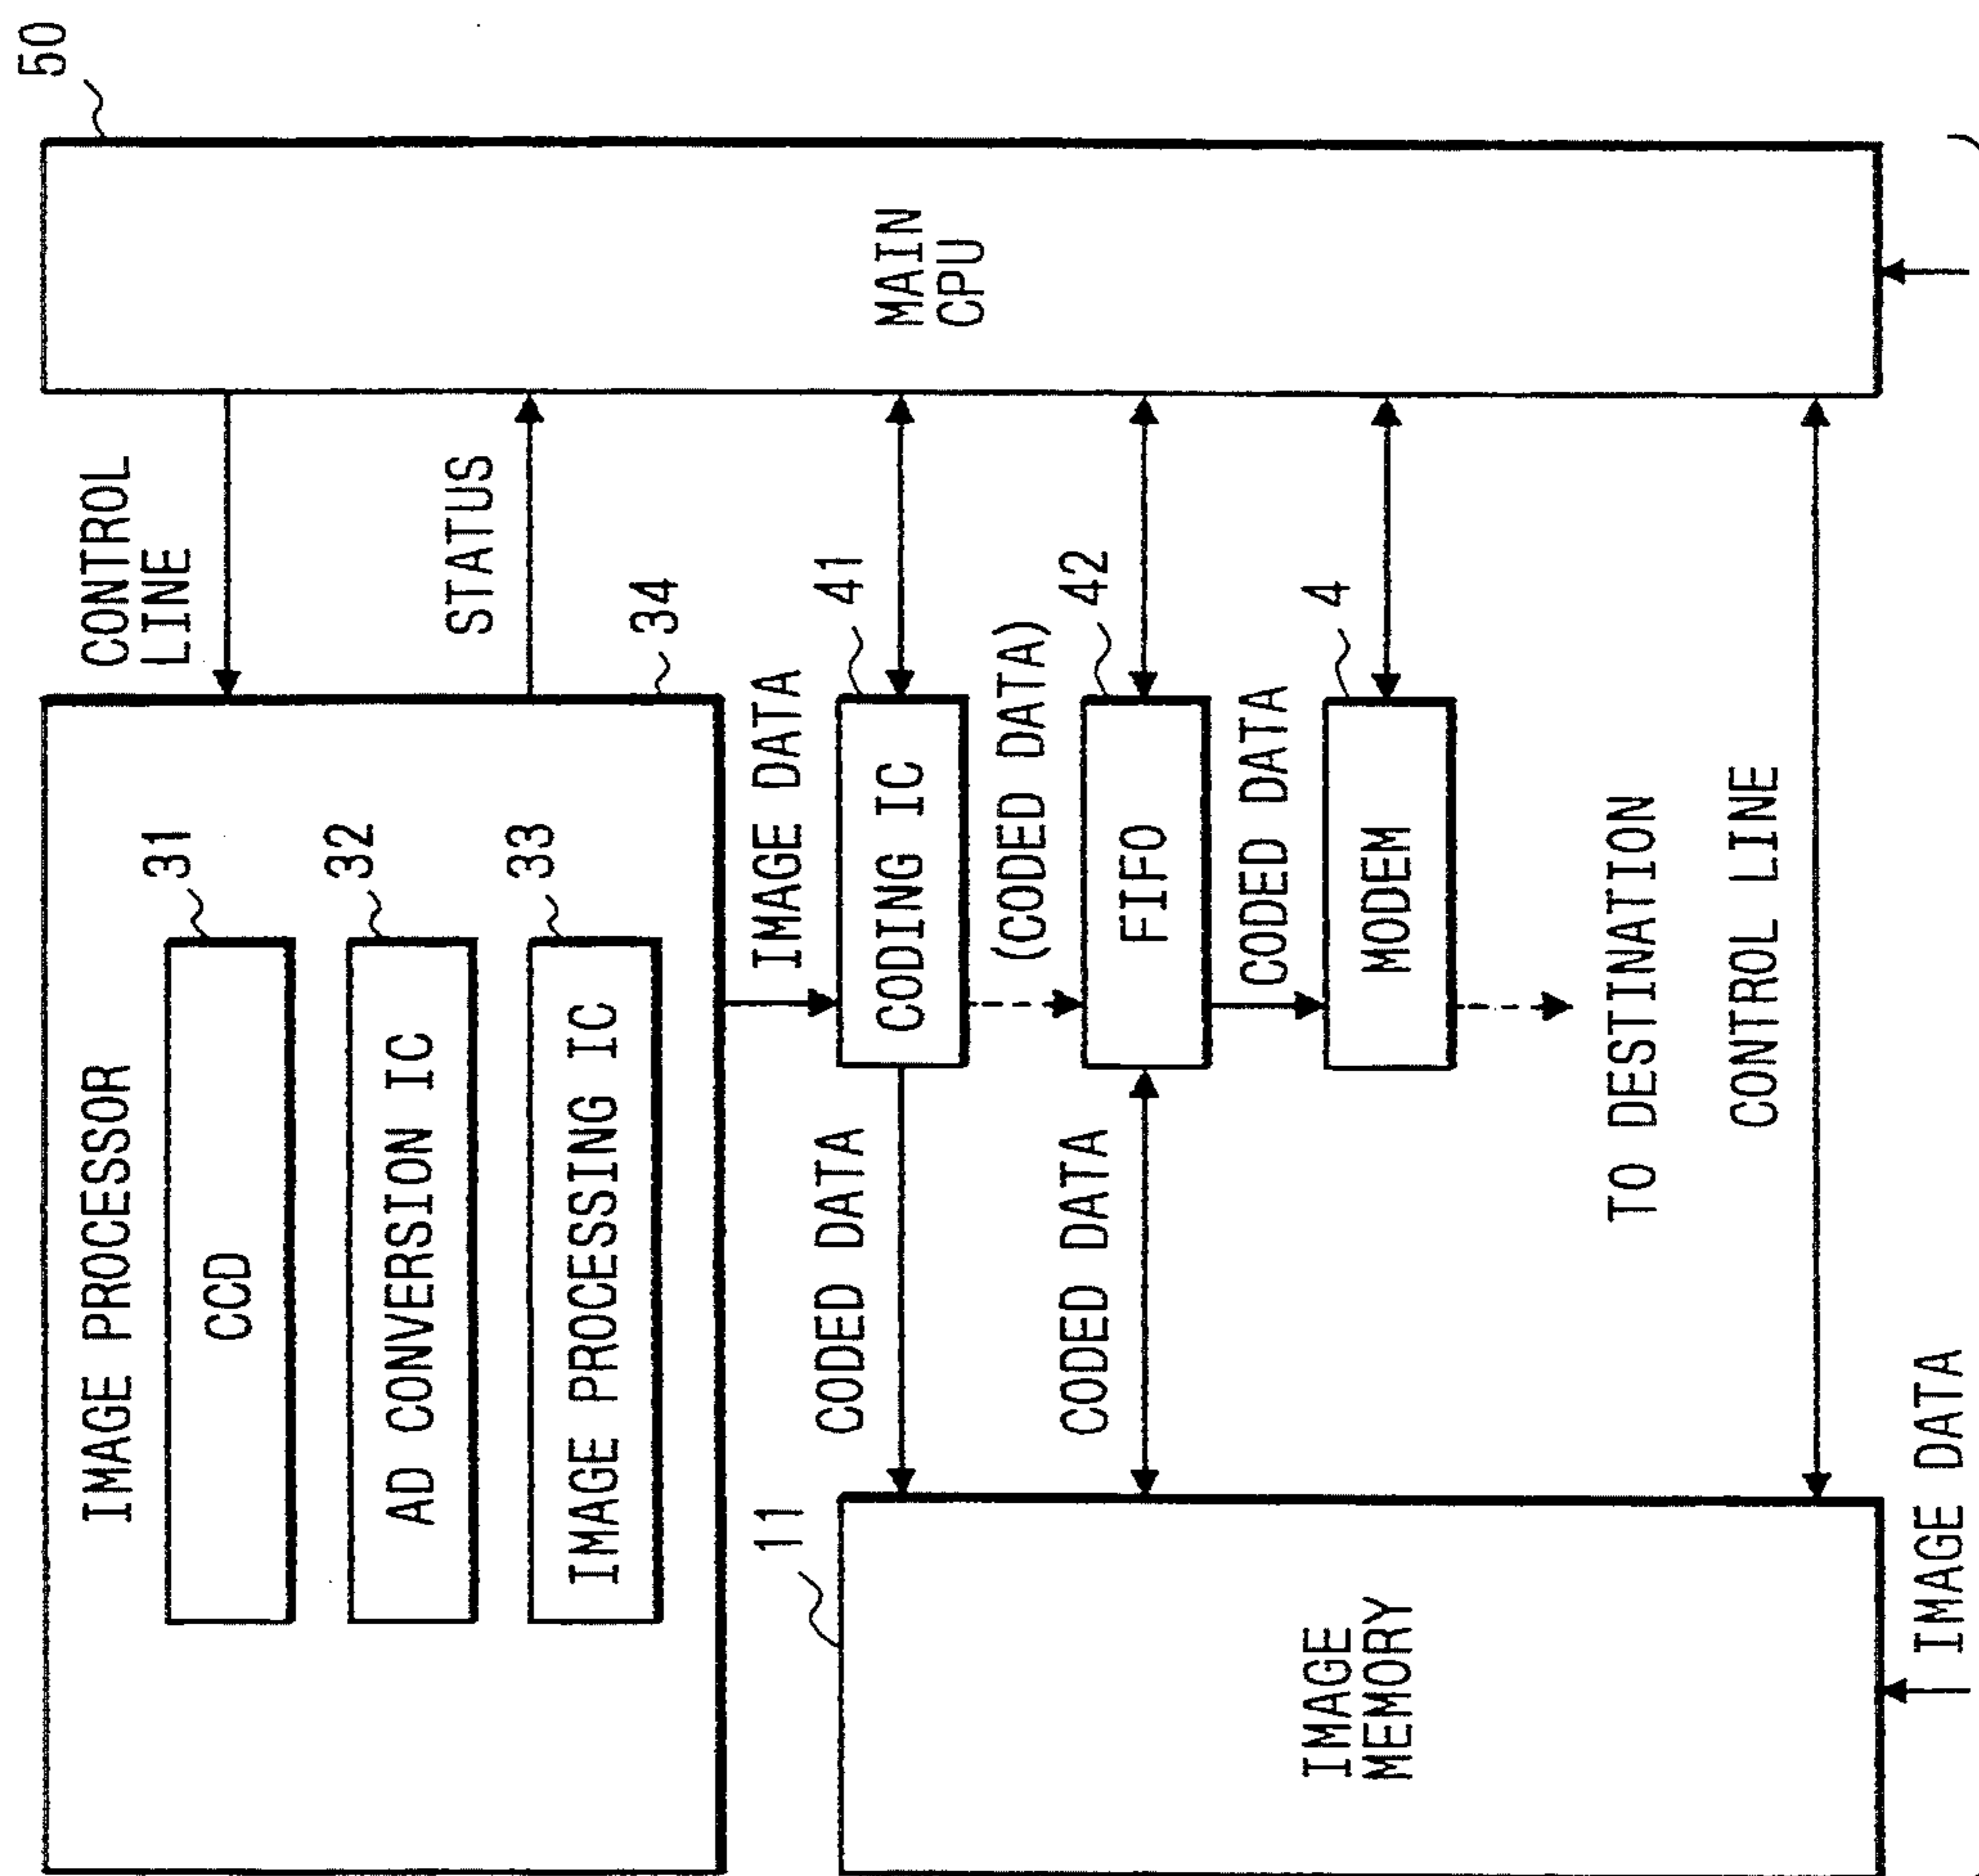 50
MAIN
CPU
CONTROL
LINE
STATUS
34
41
42
4
IMAGE PROCESSOR
31
CCD
32
AD CONVERSION IC
33
IMAGE PROCESSING IC
IMAGE DATA
CODING IC
(CODED DATA)
FIFO
CODED DATA
MODEM
TO DESTINATION
CONTROL LINE
CODED DATA
CODED DATA
11
IMAGE
MEMORY
IMAGE DATA